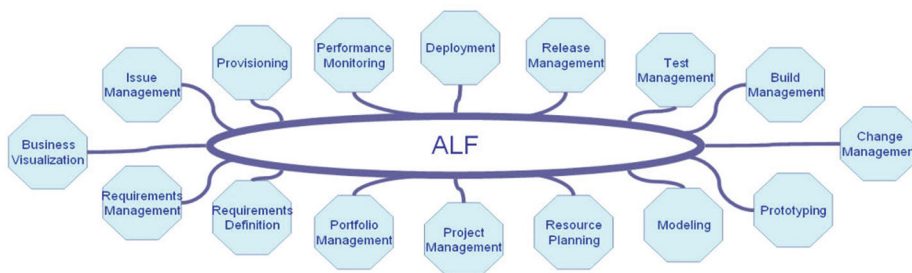 Performance
Monitoring
Deployment
Release
Management
Provisioning
Test
Management
Issue
Management
Build
Management
Business
Visualization
ALF
Change
Management
Requirements
Management
Requirements
Definition
Portfolio
Management
Project
Management
Resource
Planning
Modeling
Prototyping